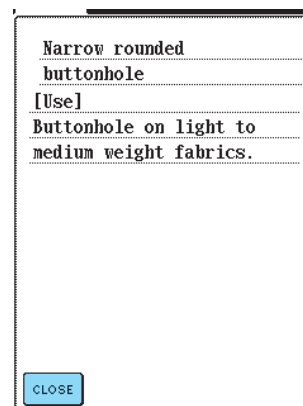 Narrow rounded
buttonhole
[Use]
Buttonhole on light to
medium weight fabrics.
CLOSE